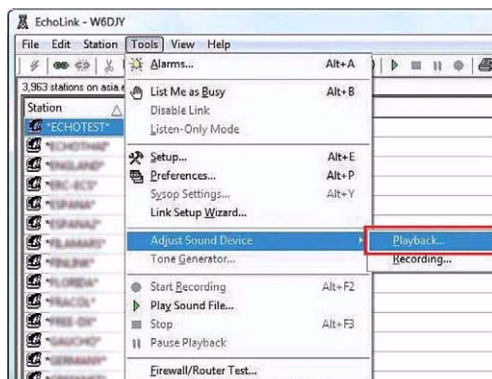 EchoLink - W6DJY
File Edit Station Tools View Help
3,963 stations on asia.e
Station
*ECHOTEST*
Alarms... Alt+A
List Me as Busy Alt+B
Disable Link
Listen-Only Mode
Setup... Alt+E
Preferences... Alt+P
Sysop Settings... Alt+Y
Link Setup Wizard...
Adjust Sound Device
Tone Generator...
Start Recording Alt+F2
Play Sound File...
Stop Alt+F3
Pause Playback
Firewall/Router Test...
Playback...
Recording...